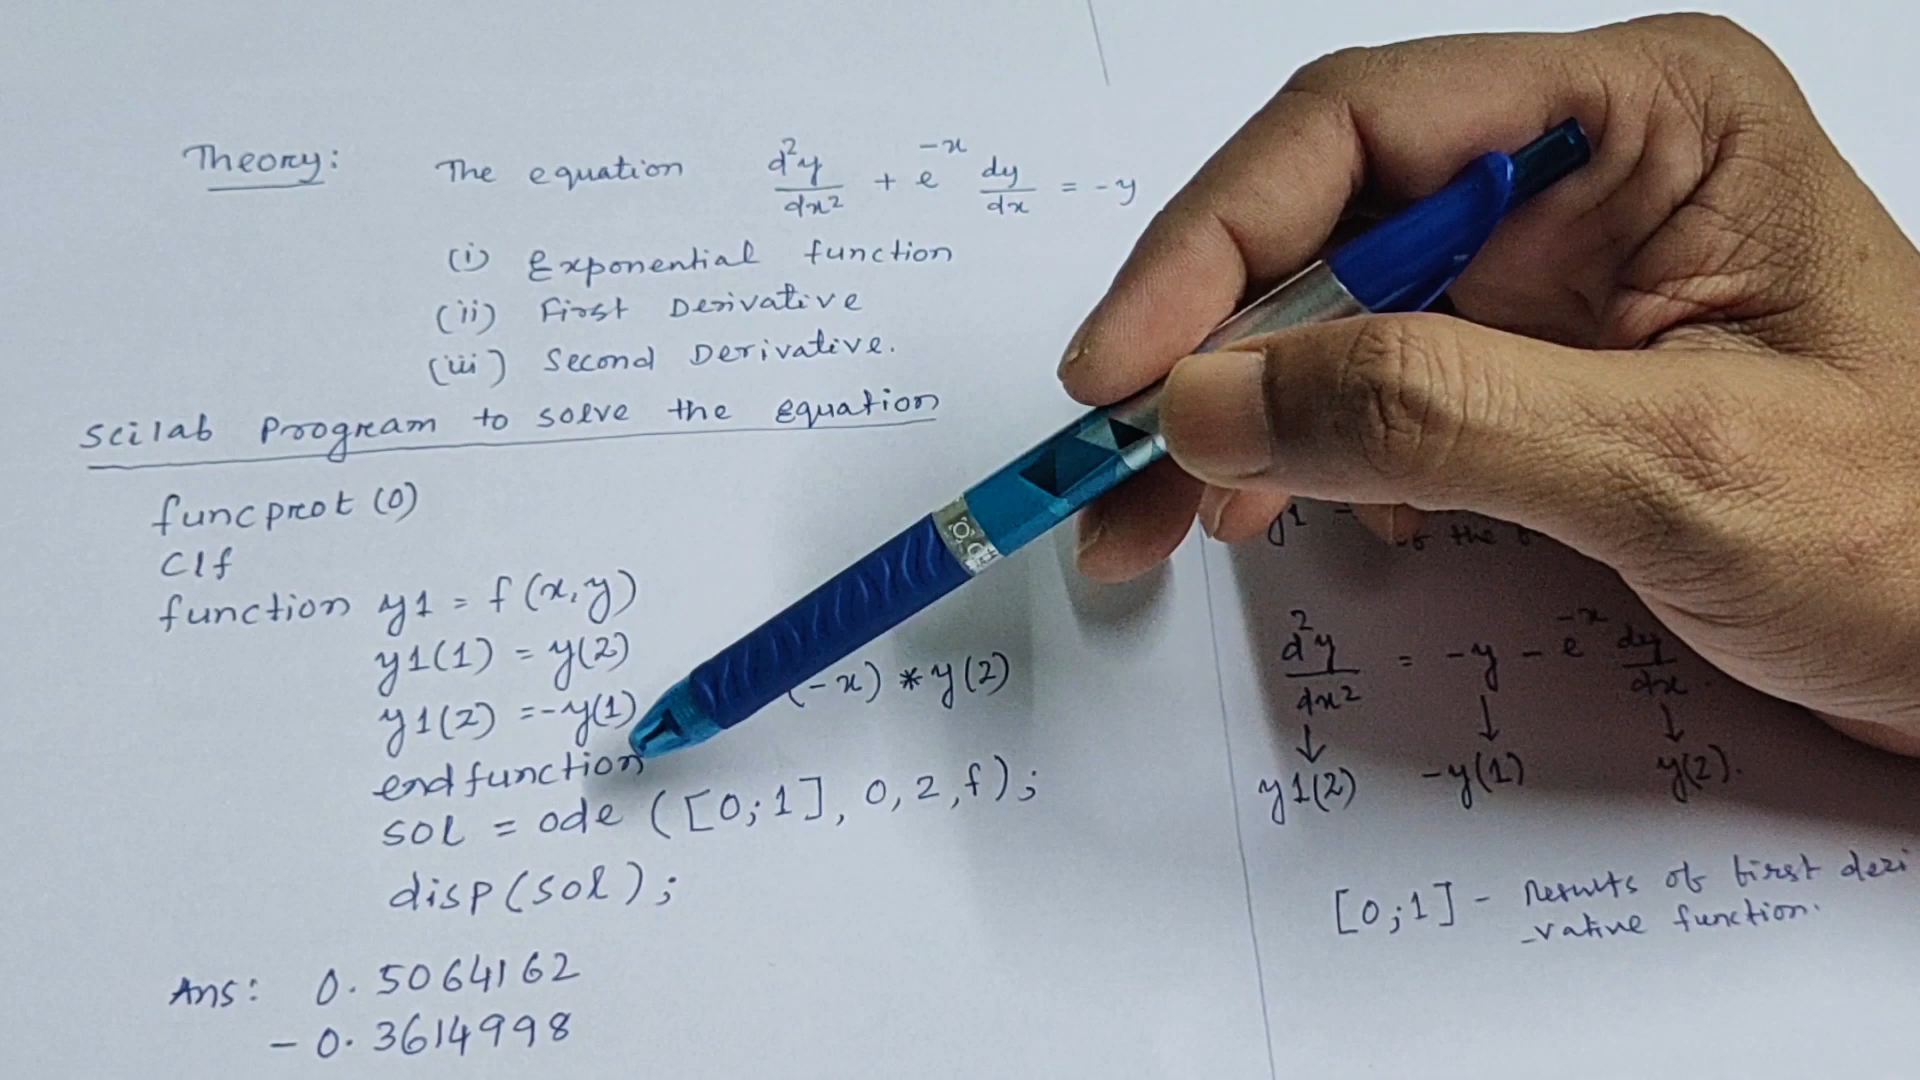 Theory: The equation d²y/dx² + e^-x dy/dx = -y
(i) Exponential function
(ii) First Derivative
(iii) Second Derivative.
Scilab Program to solve the equation
funcprot (0)
Clf
function y1 = f(x,y)
y1(1) = y(2)
y1(2) =-y(1) (-x) * y(2)
endfunction
sol = ode ([0;1], 0, 2, f);
disp(sol);
Ans: 0.5064162
-0.3614998
y1 =
of the
d²y/dx² = -y - e^-x dy/dx.
↓ ↓ ↓
y1(2) -y(1) y(2).
[0;1] - Results of first deri
-vative function.